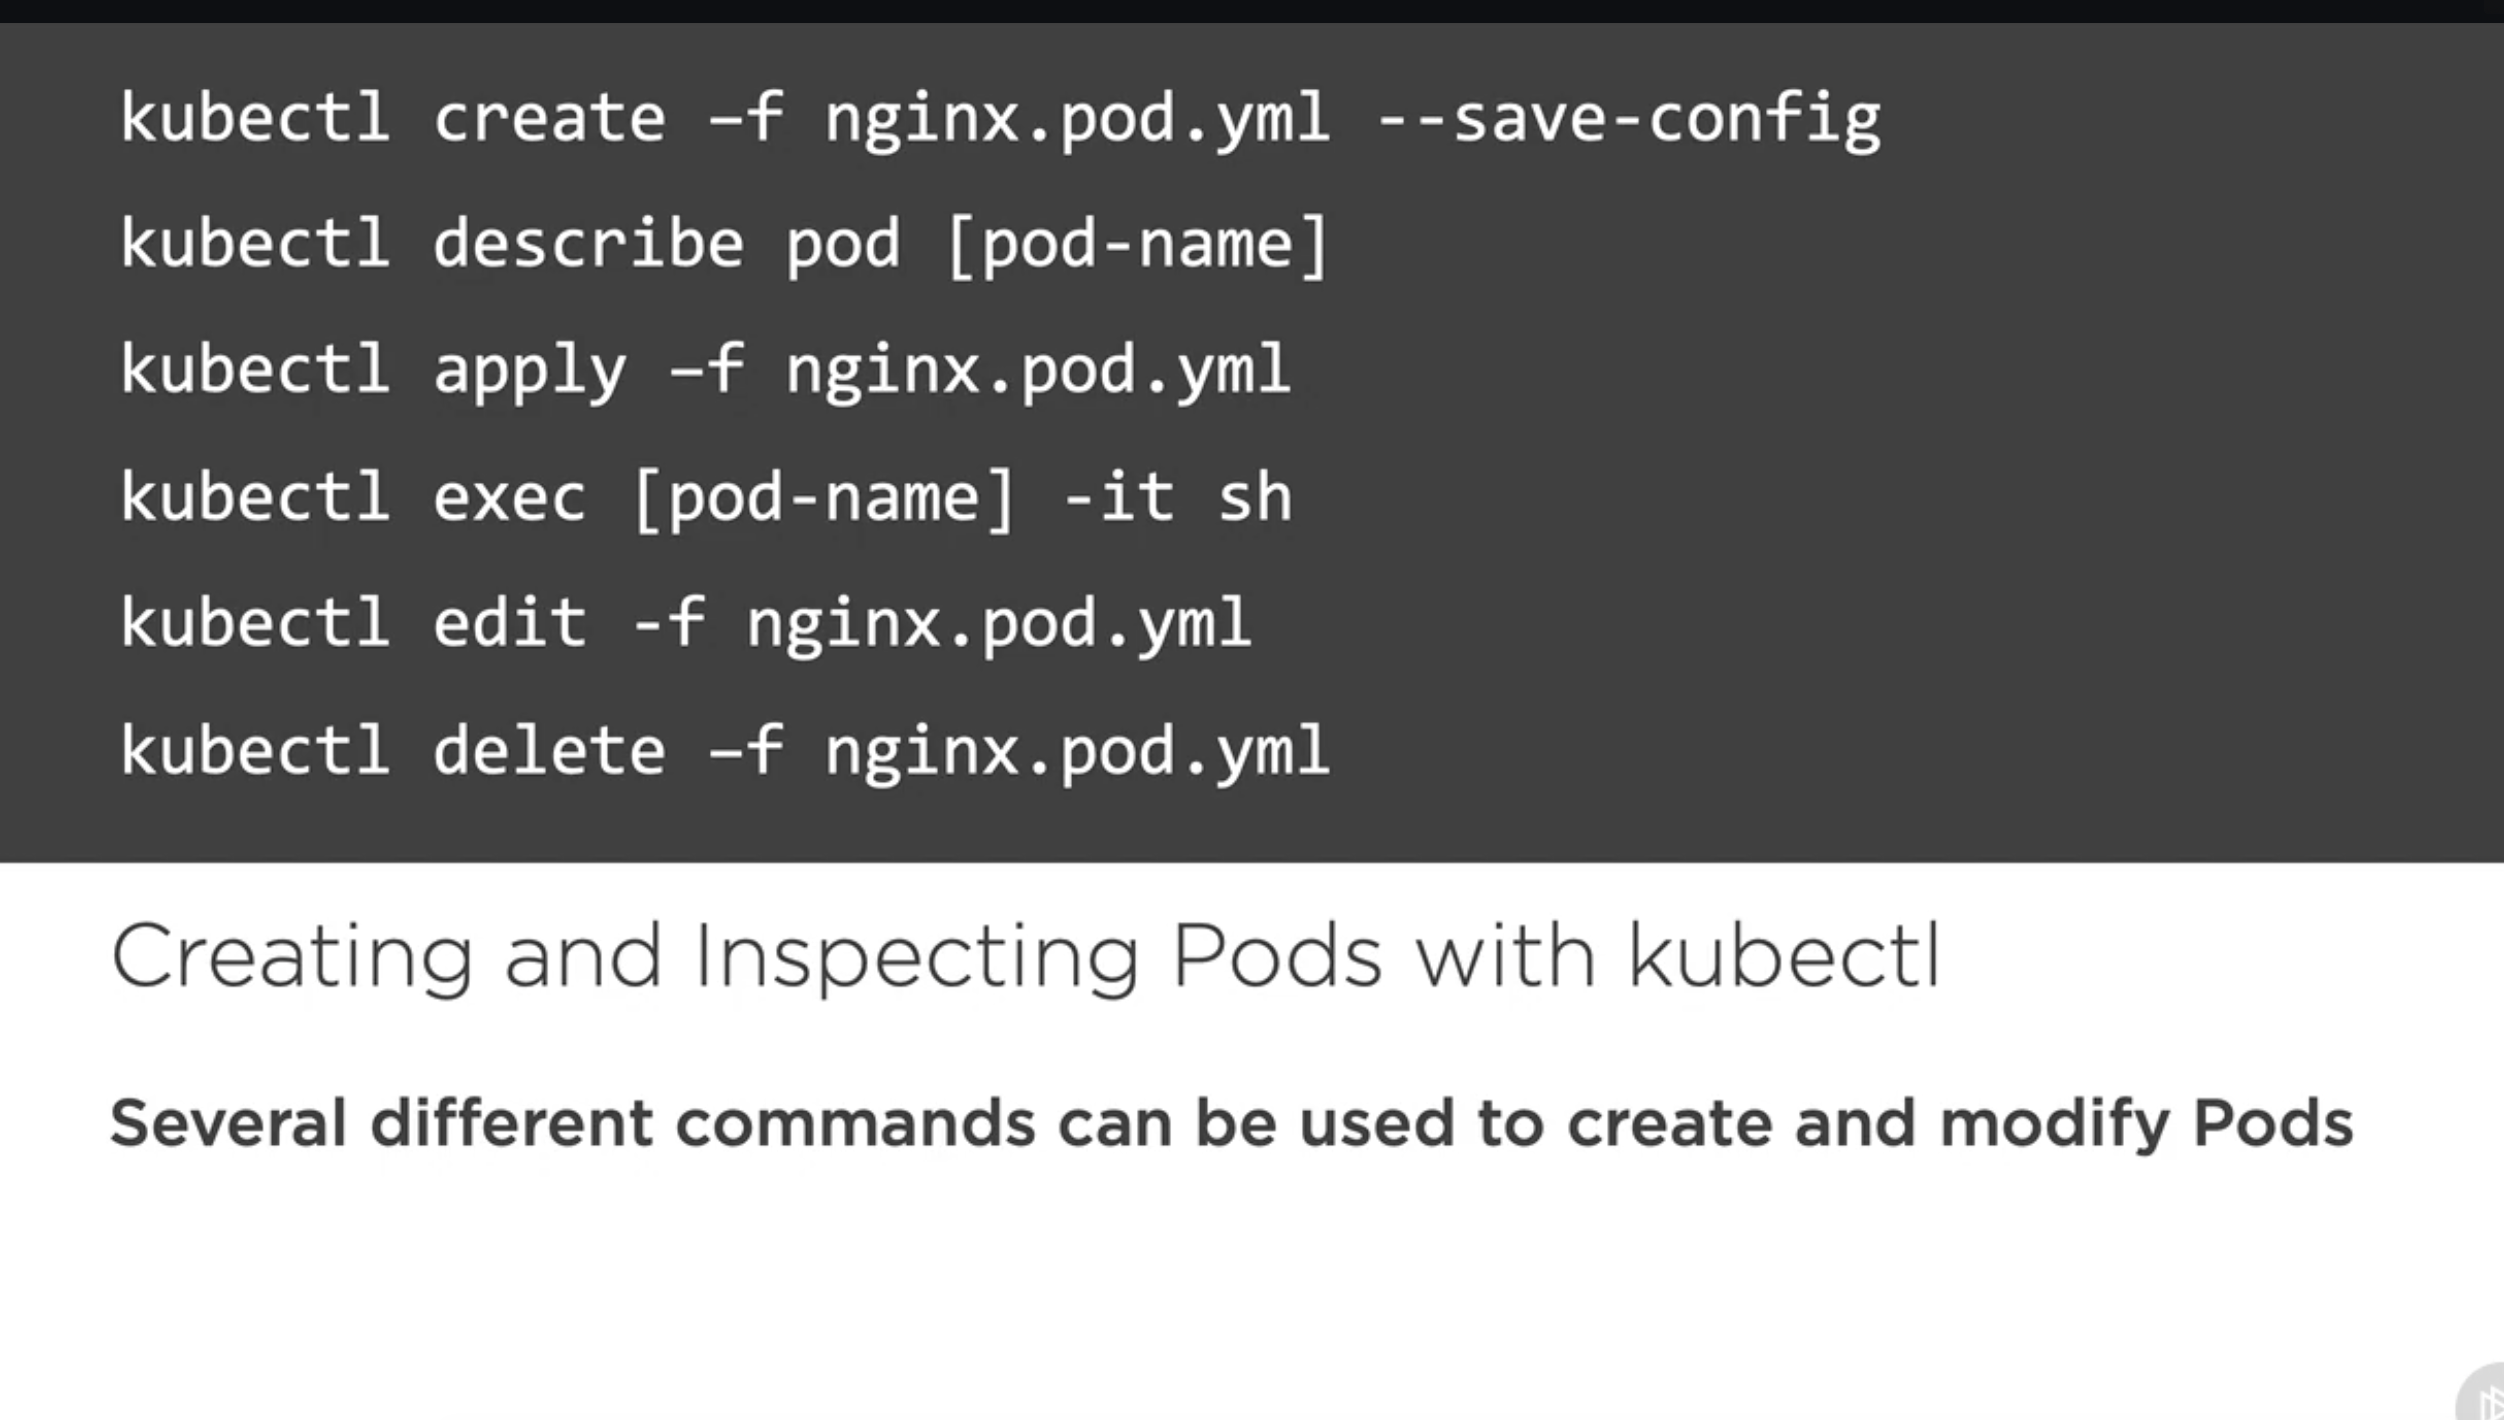 kubectl create –f nginx.pod.yml --save-config
kubectl describe pod [pod-name]
kubectl apply –f nginx.pod.yml
kubectl exec [pod-name] -it sh
kubectl edit -f nginx.pod.yml
kubectl delete –f nginx.pod.yml
Creating and Inspecting Pods with kubectl
Several different commands can be used to create and modify Pods